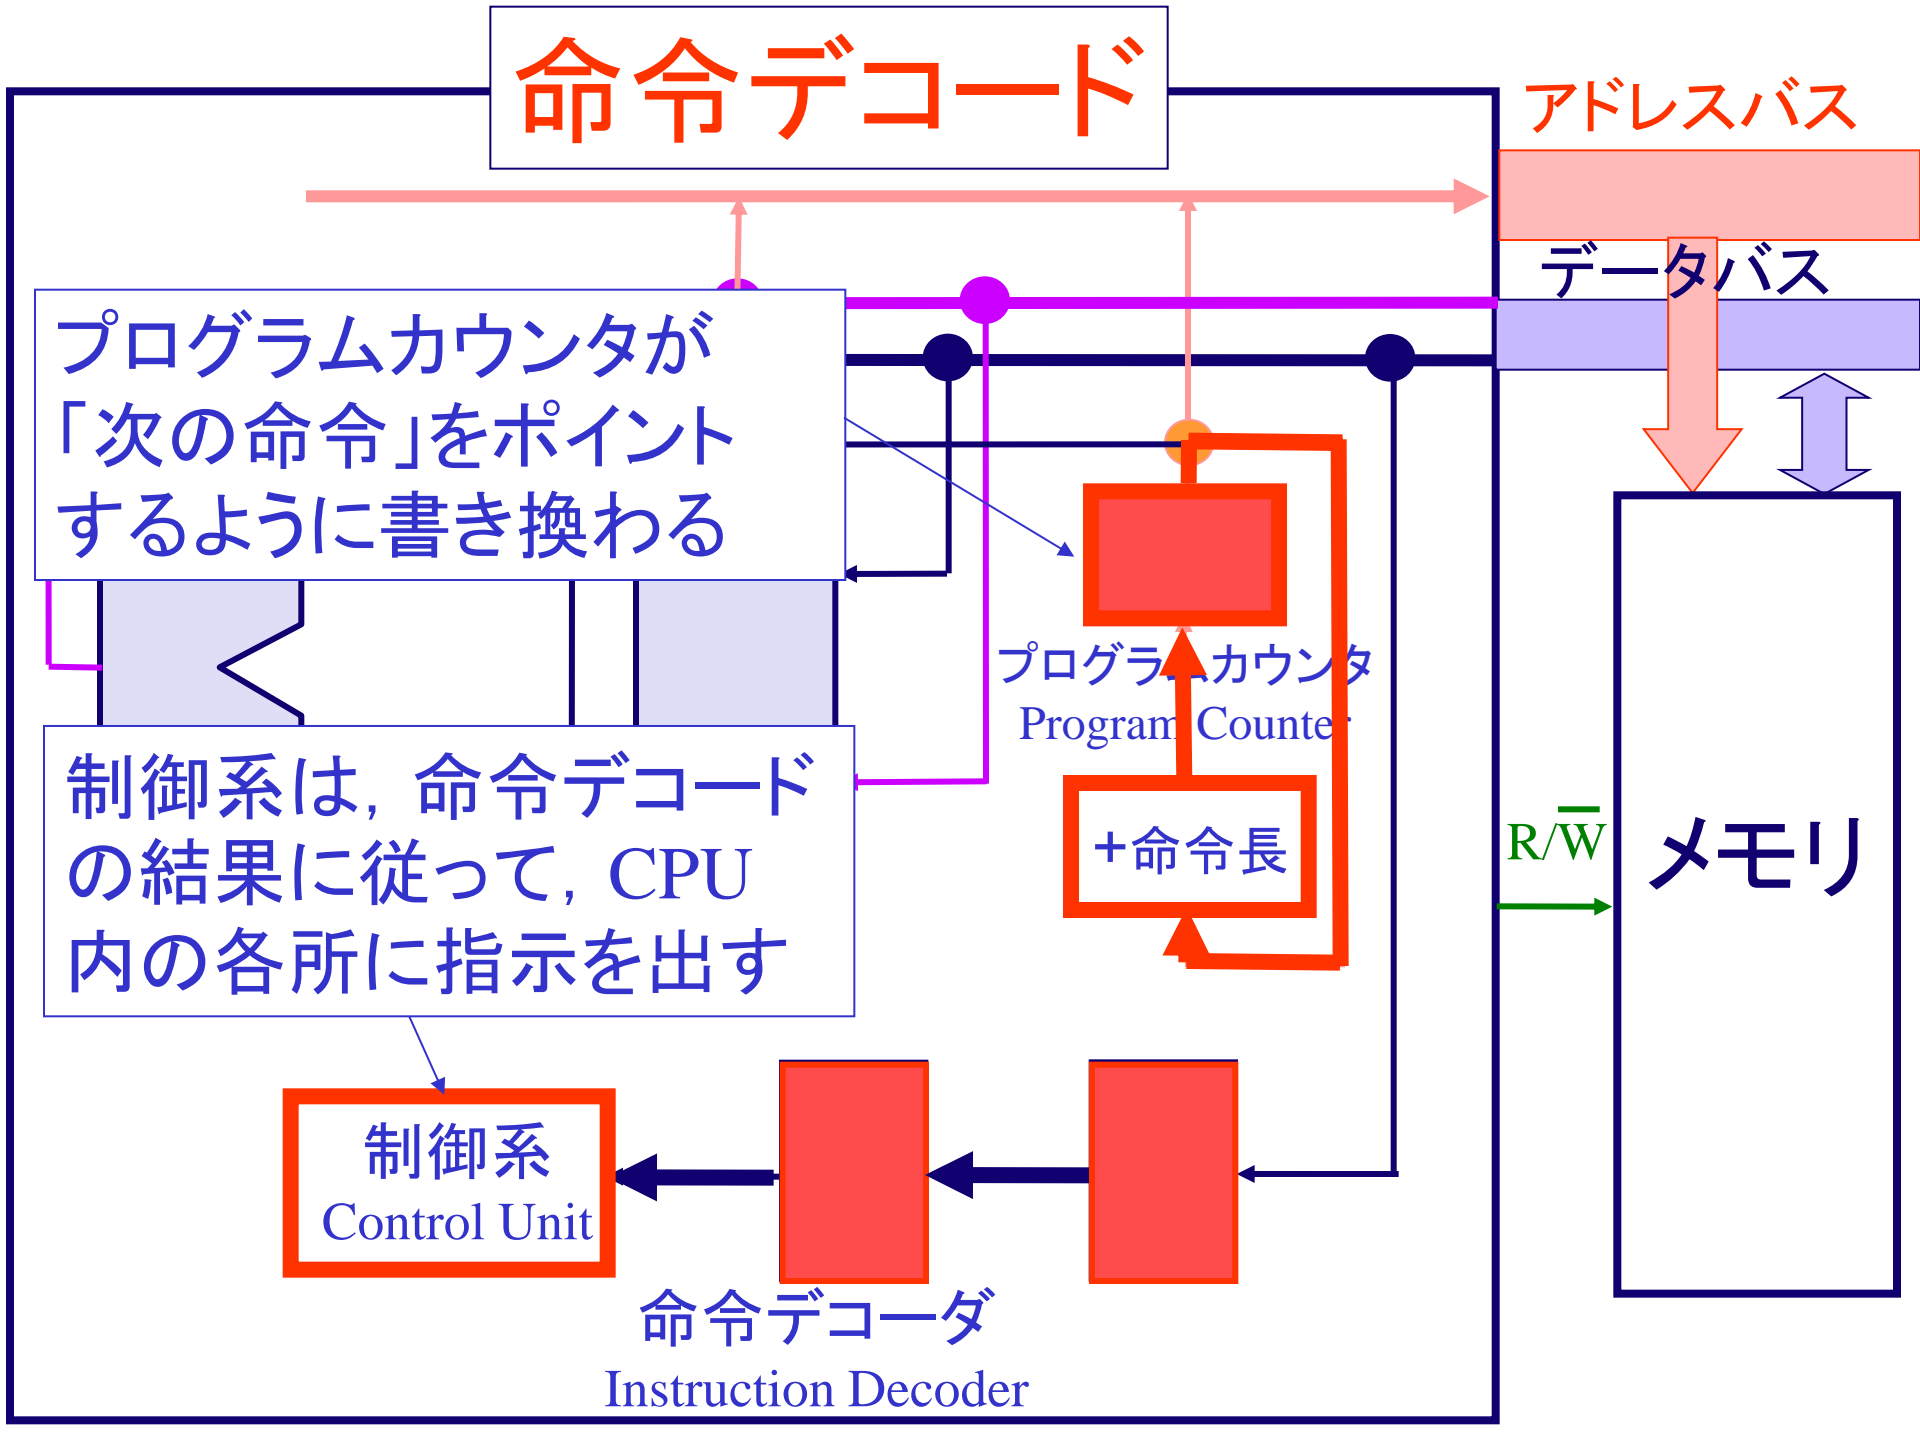 命令デコード
アドレスバス
データバス
プログラムカウンタが
「次の命令」をポイント
するように書き換わる
プログラムカウンタ
Program Counter
制御系は，命令デコード
の結果に従って，CPU
内の各所に指示を出す
+命令長
R/W̅
メモリ
制御系
Control Unit
命令デコーダ
Instruction Decoder